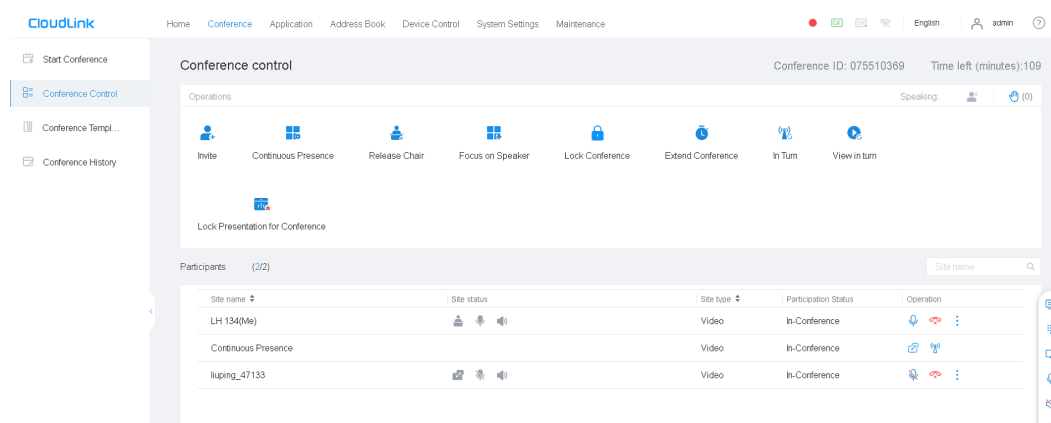 CloudLink
Home Conference Application Address Book Device Control System Settings Maintenance
English admin
Start Conference
Conference Control
Conference Templ...
Conference History
Conference control
Conference ID: 075510369 Time left (minutes):109
Operations Speaking: (0)
Invite Continuous Presence Release Chair Focus on Speaker Lock Conference Extend Conference In Turn View in turn
Lock Presentation for Conference
Participants (2/2) Site name
Site name Site status Site type Participation Status Operation
LH 134(Me) Video In-Conference
Continuous Presence Video In-Conference
liuping_47133 Video In-Conference